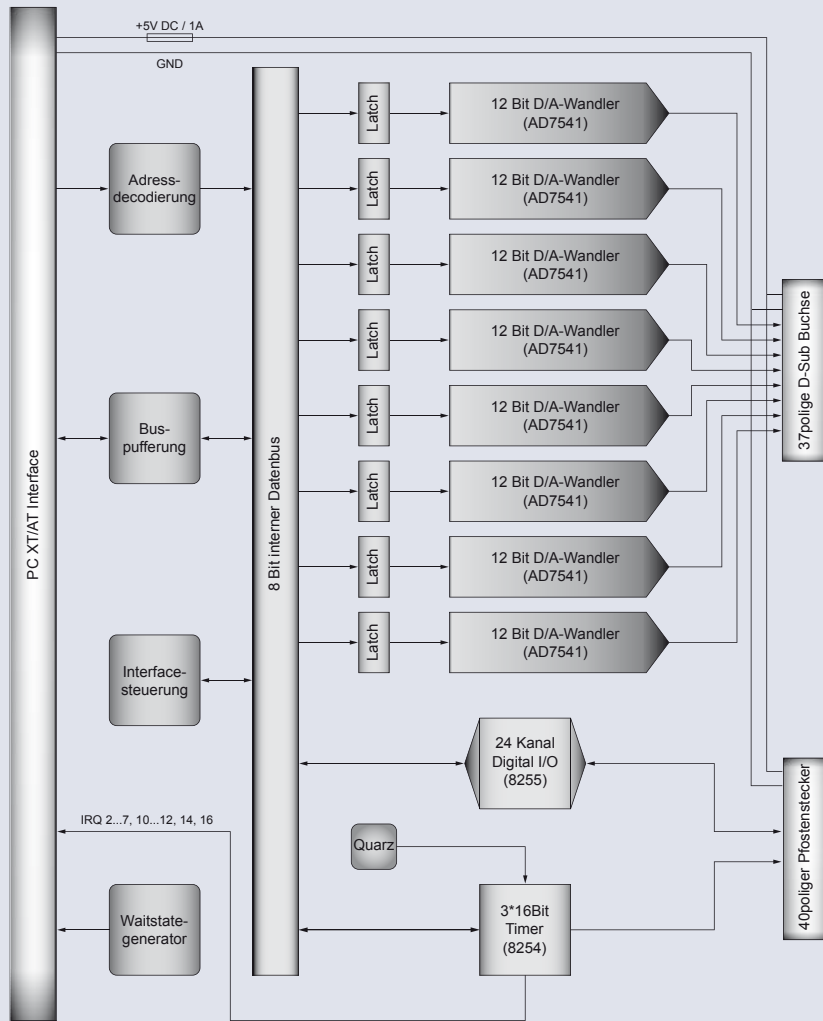 +5V DC / 1A
GND
PC XT/AT Interface
Adress-
decodierung
Bus-
pufferung
Interface-
steuerung
IRQ 2...7, 10...12, 14, 16
Waitstate-
generator
8 Bit interner Datenbus
Latch
12 Bit D/A-Wandler
(AD7541)
Latch
12 Bit D/A-Wandler
(AD7541)
Latch
12 Bit D/A-Wandler
(AD7541)
Latch
12 Bit D/A-Wandler
(AD7541)
Latch
12 Bit D/A-Wandler
(AD7541)
Latch
12 Bit D/A-Wandler
(AD7541)
Latch
12 Bit D/A-Wandler
(AD7541)
Latch
12 Bit D/A-Wandler
(AD7541)
24 Kanal
Digital I/O
(8255)
Quarz
3*16Bit
Timer
(8254)
37polige D-Sub Buchse
40poliger Pfostenstecker